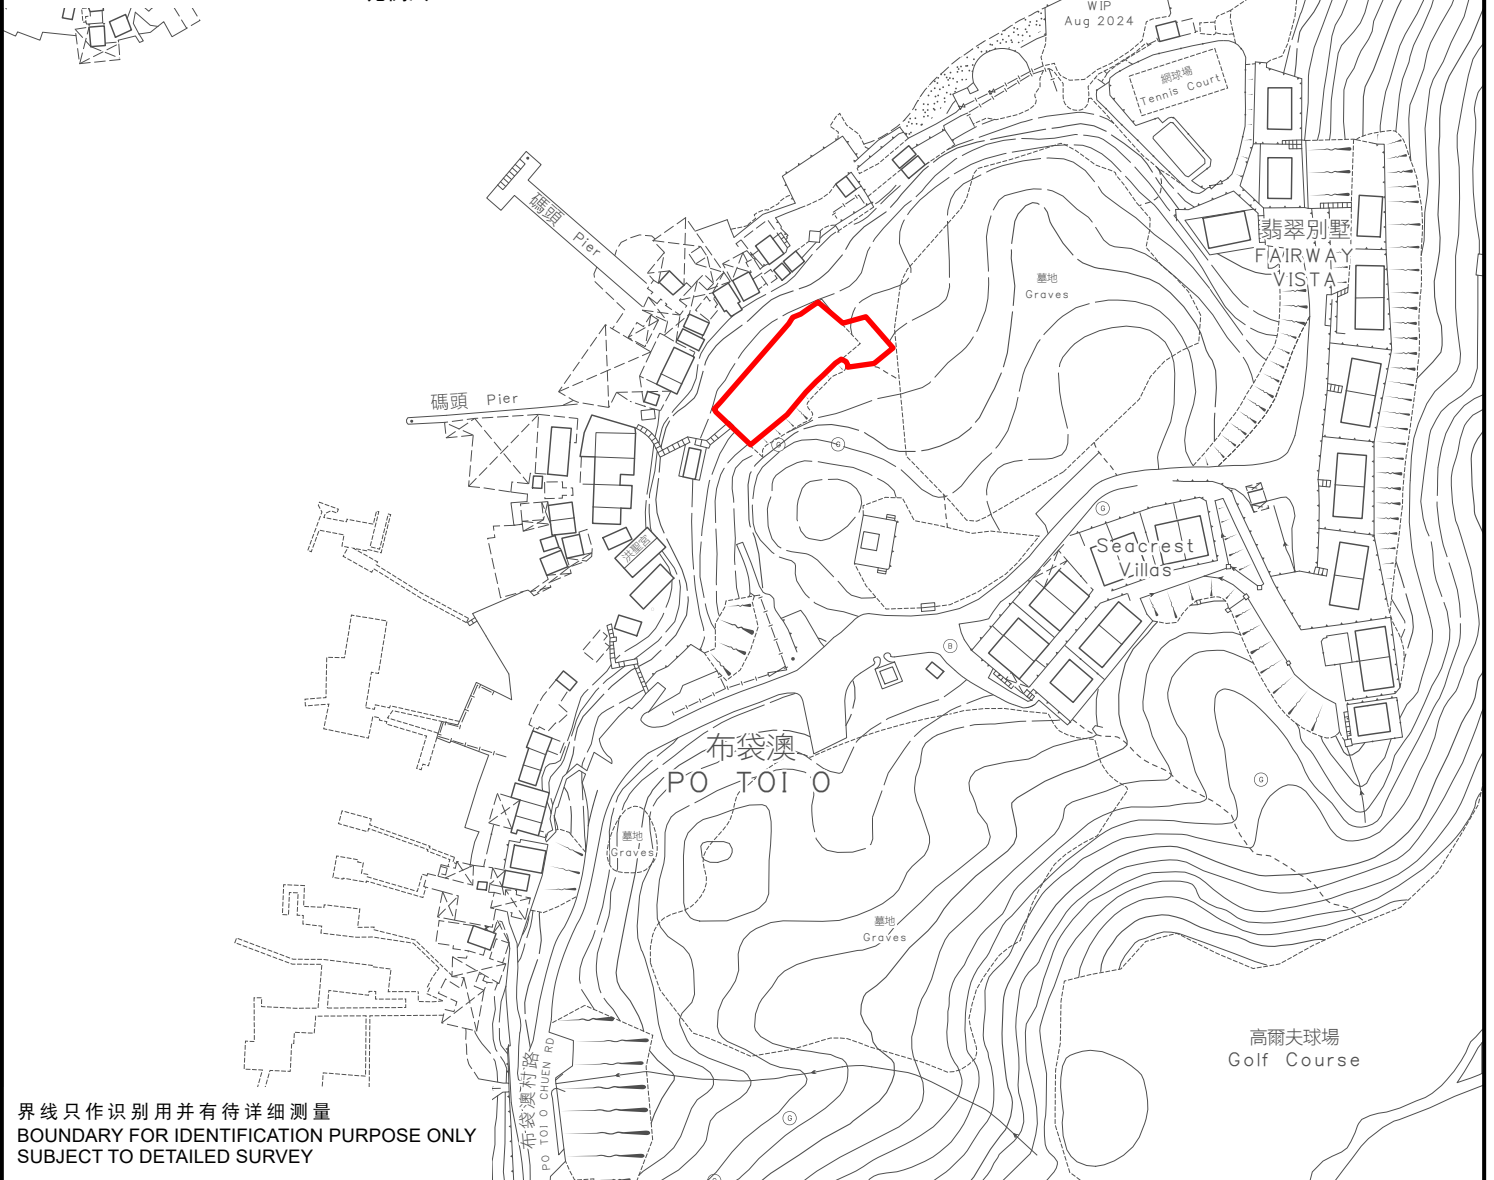 WIP
Aug 2024
網球場
Tennis Court
碼頭 Pier
翡翠別墅
FAIRWAY
VISTA
墓地
Graves
碼頭 Pier
G
G
G
Seacrest
Villas
洪聖宮
B
布袋澳
PO TOI O
G
墓地
Graves
墓地
Graves
高爾夫球場
Golf Course
布袋澳村路
PO TOI O CHUEN RD
G
G
界线只作识别用并有待详细测量
BOUNDARY FOR IDENTIFICATION PURPOSE ONLY
SUBJECT TO DETAILED SURVEY